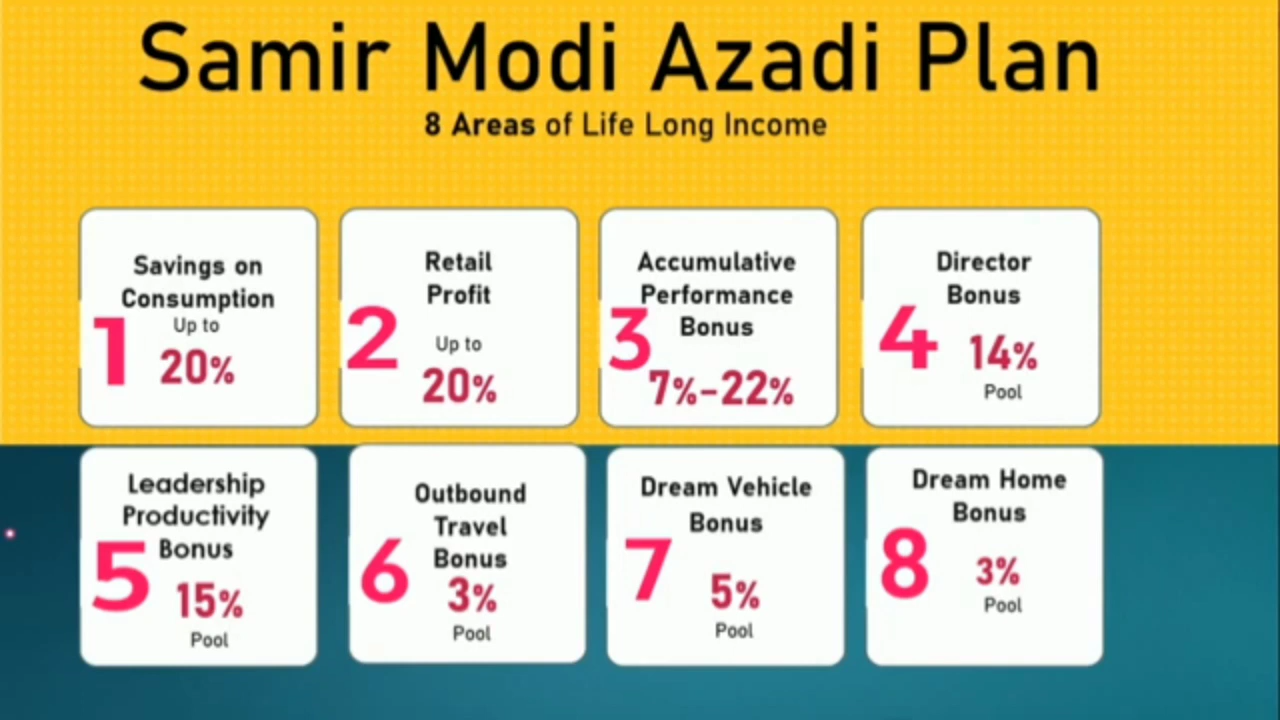 Samir Modi Azadi Plan
8 Areas of Life Long Income
Savings on
Consumption
Up to
1
20%
Retail
Profit
2
Up to
20%
Accumulative
Performance
Bonus
3
7%-22%
Director
Bonus
4
14%
Pool
Leadership
Productivity
Bonus
5
15%
Pool
Outbound
Travel
Bonus
6
3%
Pool
Dream Vehicle
Bonus
7
5%
Pool
Dream Home
Bonus
8
3%
Pool